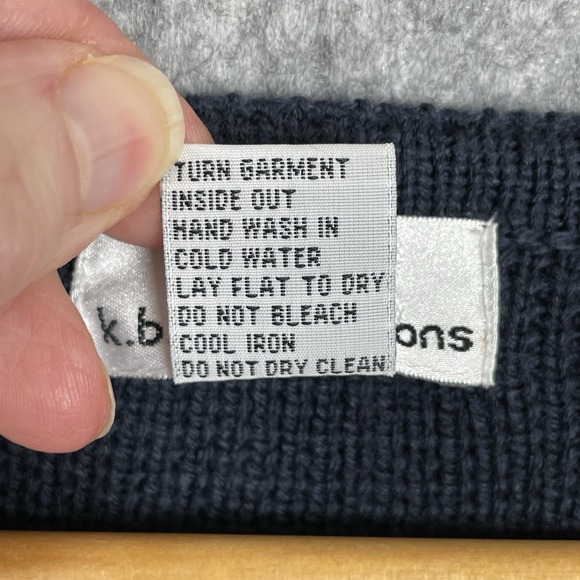 TURN GARMENT
INSIDE OUT
HAND WASH IN
COLD WATER
LAY FLAT TO DRY
DO NOT BLEACH
COOL IRON
DO NOT DRY CLEAN
k.b
ons